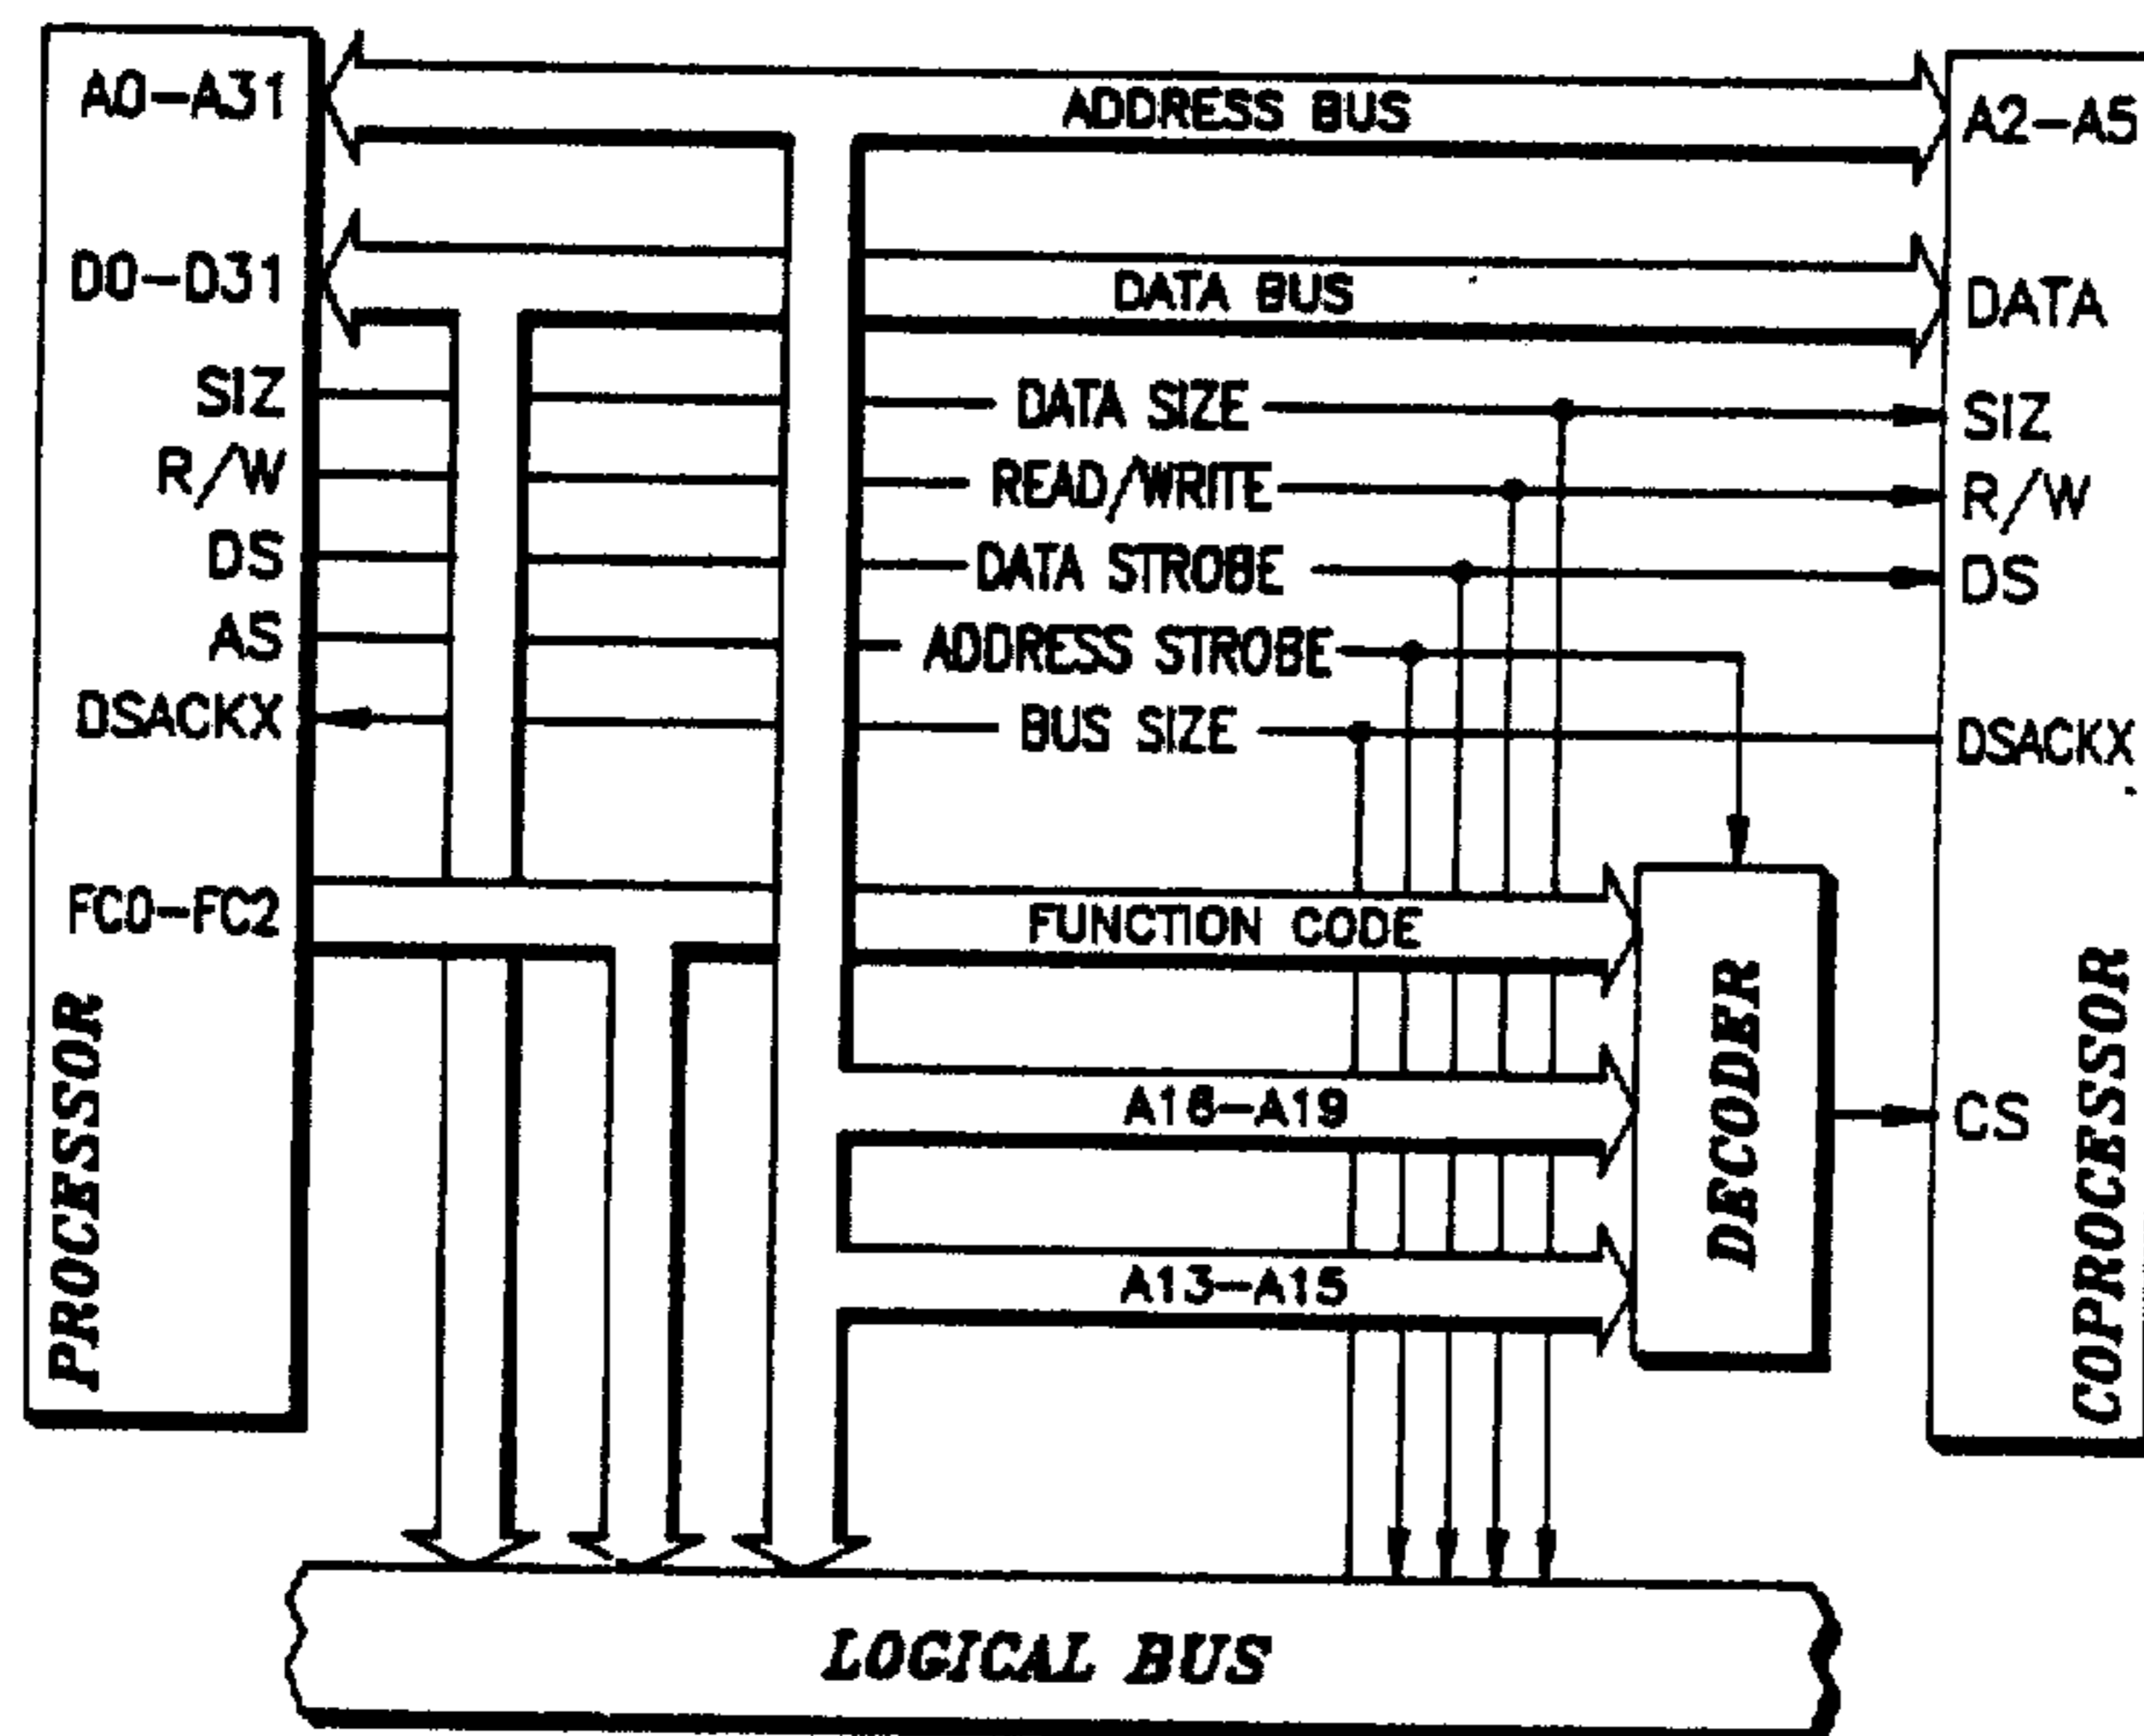 A0-A31
ADDRESS BUS
A2-A5
D0-D31
DATA BUS
DATA
SIZ
DATA SIZE
SIZ
R/W
READ/WRITE
R/W
DS
DATA STROBE
DS
AS
ADDRESS STROBE
DSACKX
BUS SIZE
DSACKX
FC0-FC2
FUNCTION CODE
A16-A19
CS
A13-A15
PROCESSOR
DECODER
COPROCESSOR
LOGICAL BUS